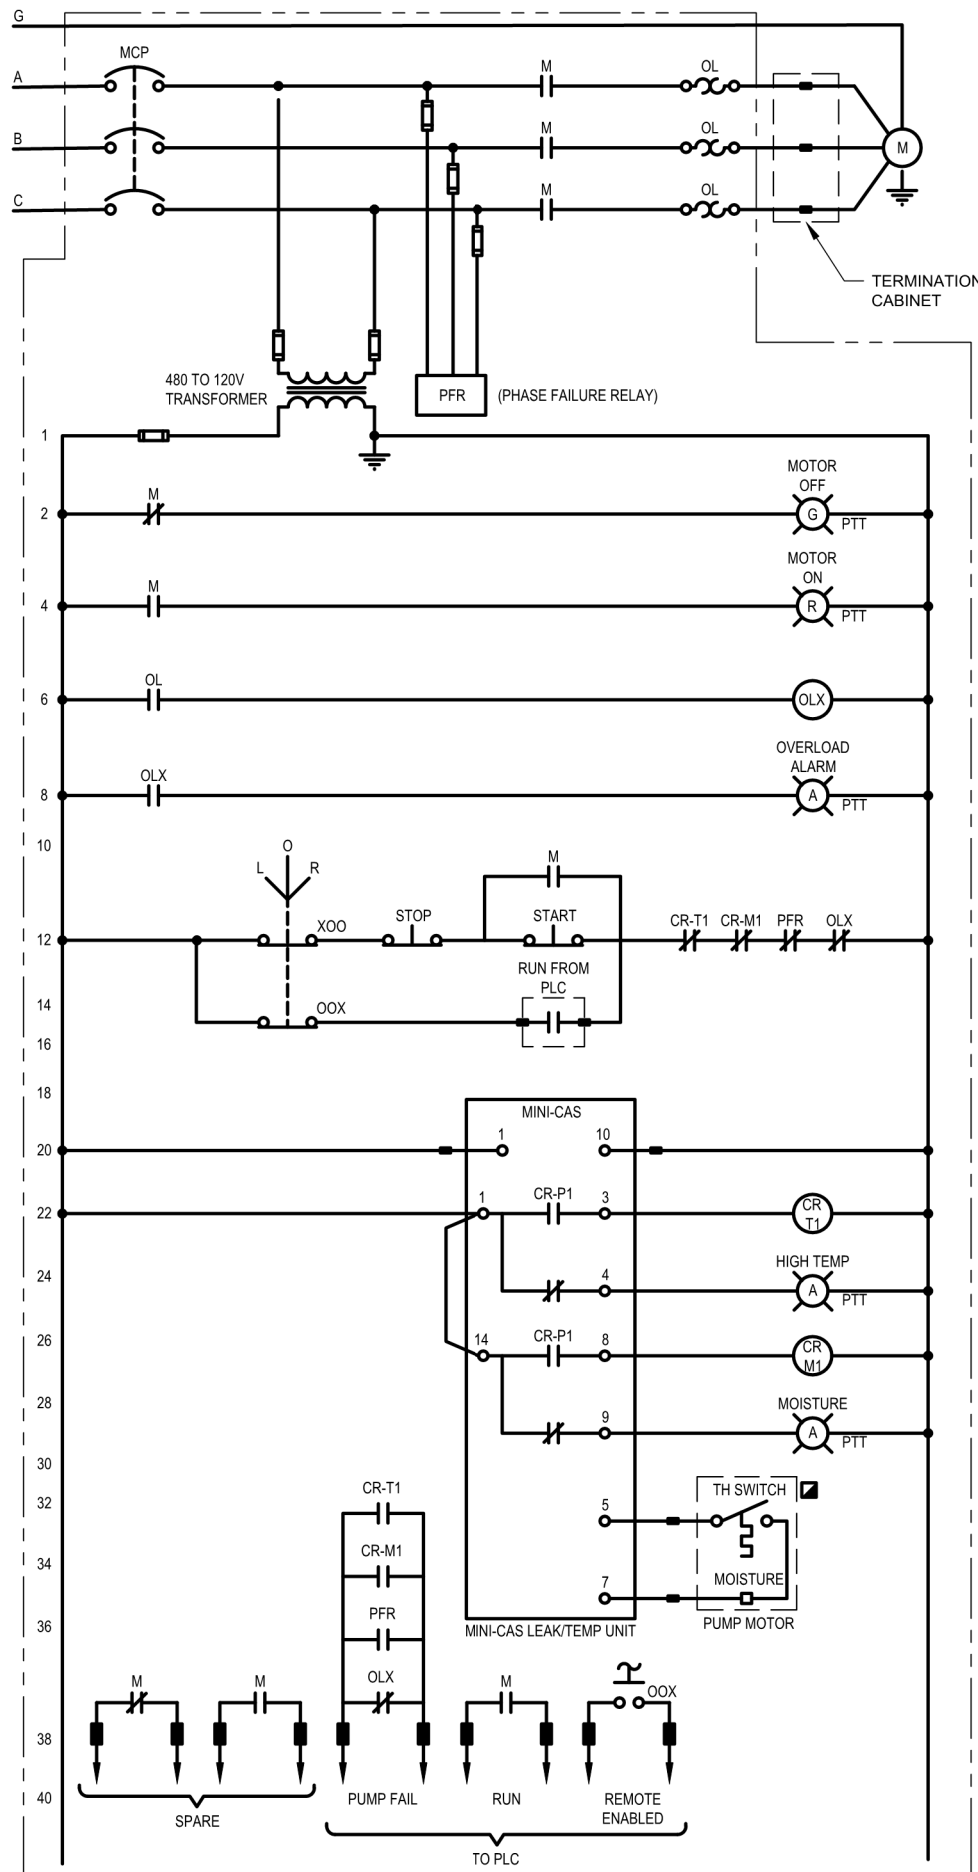 G
MCP
A
M
OL
B
M
OL
M
C
M
OL
TERMINATION
CABINET
480 TO 120V
TRANSFORMER
PFR
(PHASE FAILURE RELAY)
1
MOTOR
OFF
M
2
G
PTT
MOTOR
ON
M
4
R
PTT
OL
6
OLX
OVERLOAD
ALARM
OLX
8
A
PTT
10
O
L
R
M
XOO
STOP
START
CR-T1
CR-M1
PFR
OLX
12
RUN FROM
PLC
14
OOX
16
18
MINI-CAS
20
1
10
1
CR-P1
3
22
CR
T1
HIGH TEMP
24
4
A
PTT
26
14
CR-P1
8
CR
M1
28
MOISTURE
9
A
PTT
30
CR-T1
TH SWITCH
32
5
CR-M1
34
7
MOISTURE
PFR
36
MINI-CAS LEAK/TEMP UNIT
PUMP MOTOR
M
M
OLX
M
OOX
38
40
PUMP FAIL
RUN
REMOTE
ENABLED
SPARE
TO PLC